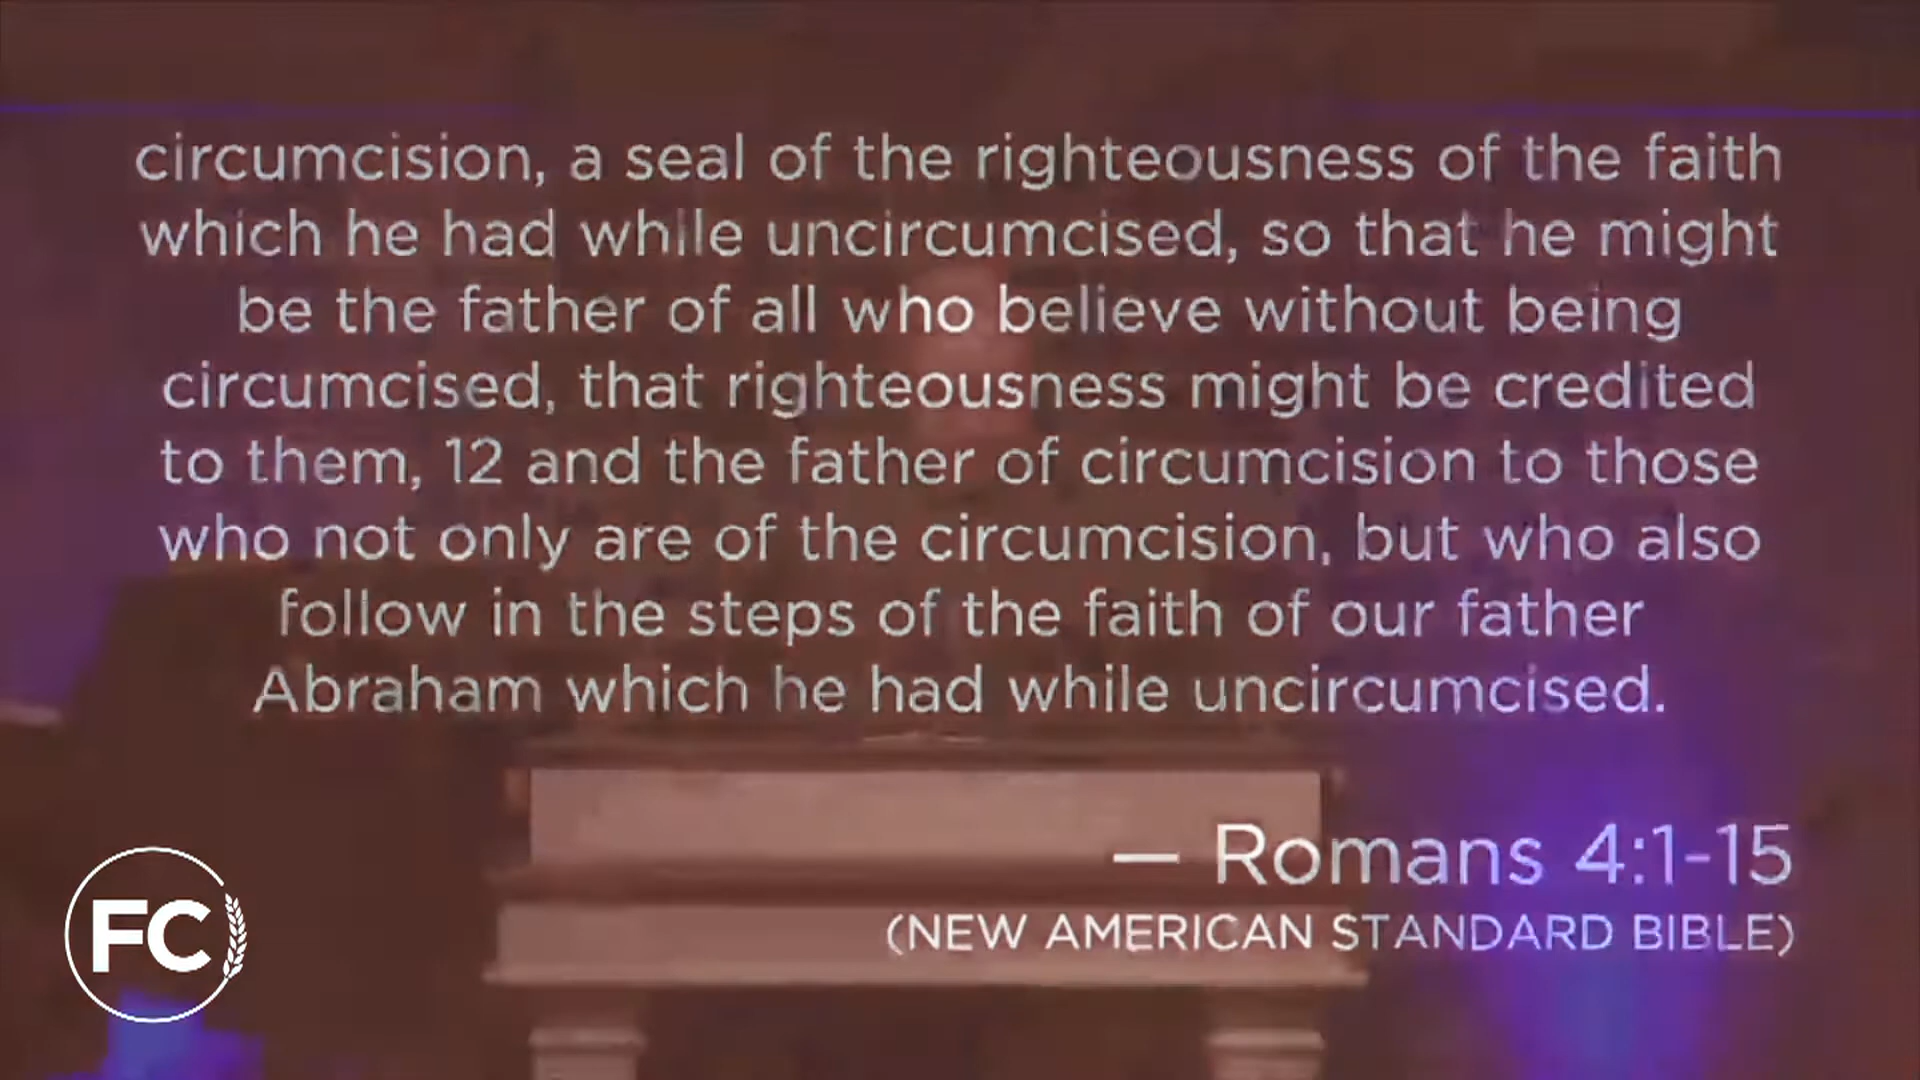 circumcision, a seal of the righteousness of the faith
which he had while uncircumcised, so that he might
be the father of all who believe without being
circumcised, that righteousness might be credited
to them, 12 and the father of circumcision to those
who not only are of the circumcision, but who also
follow in the steps of the faith of our father
Abraham which he had while uncircumcised.
— Romans 4:1-15
(NEW AMERICAN STANDARD BIBLE)
FC